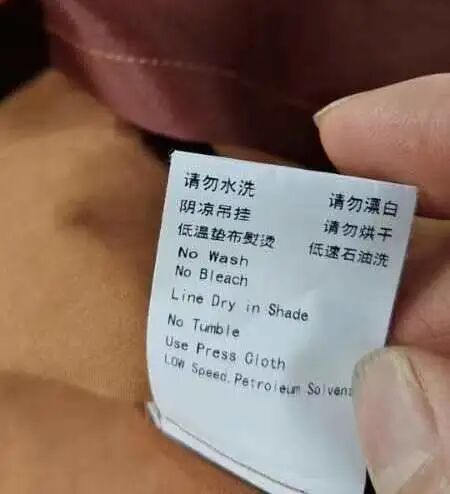 请勿水洗 请勿漂白
阴凉吊挂 请勿烘干
低温垫布熨烫 低速石油洗
No Wash
No Bleach
Line Dry in Shade
No Tumble
Use Press Cloth
LOW Speed.Petroleum Solvent